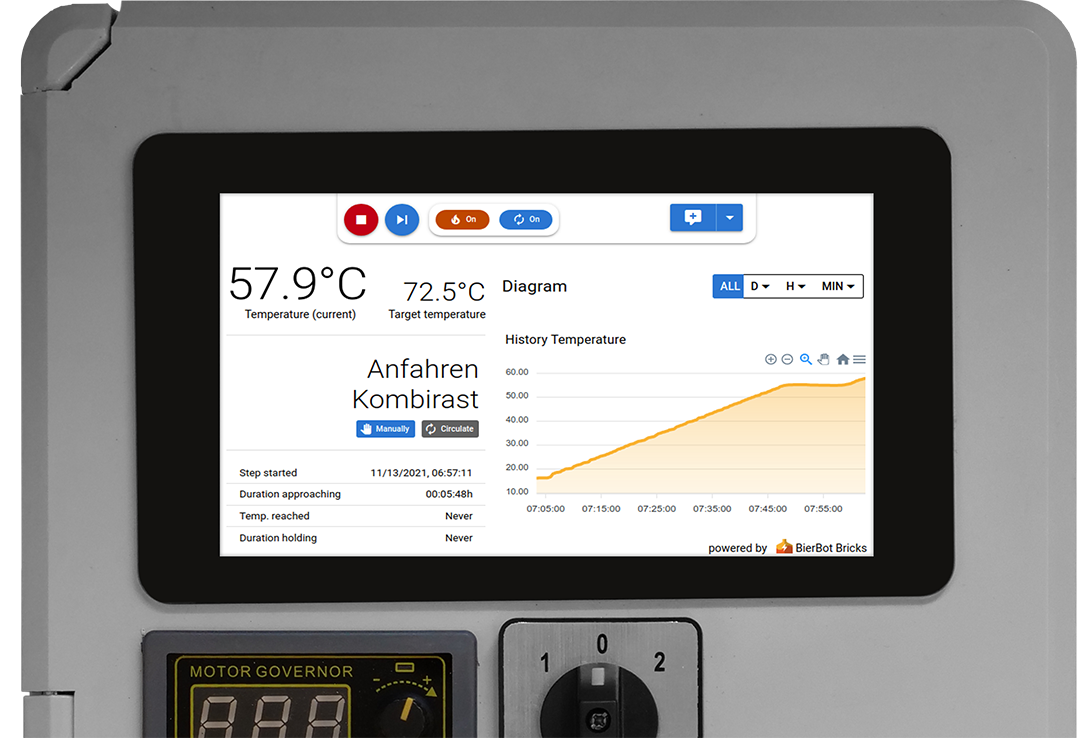 On
On
57.9°C
Temperature (current)
72.5°C
Target temperature
Diagram
ALL D H MIN
History Temperature
Anfahren
Kombirast
Manually Circulate
Step started 11/13/2021, 06:57:11
Duration approaching 00:05:48h
Temp. reached Never
Duration holding Never
60.00
50.00
40.00
30.00
20.00
10.00
07:05:00 07:15:00 07:25:00 07:35:00 07:45:00 07:55:00
powered by BierBot Bricks
MOTOR GOVERNOR
- +
1 0 2